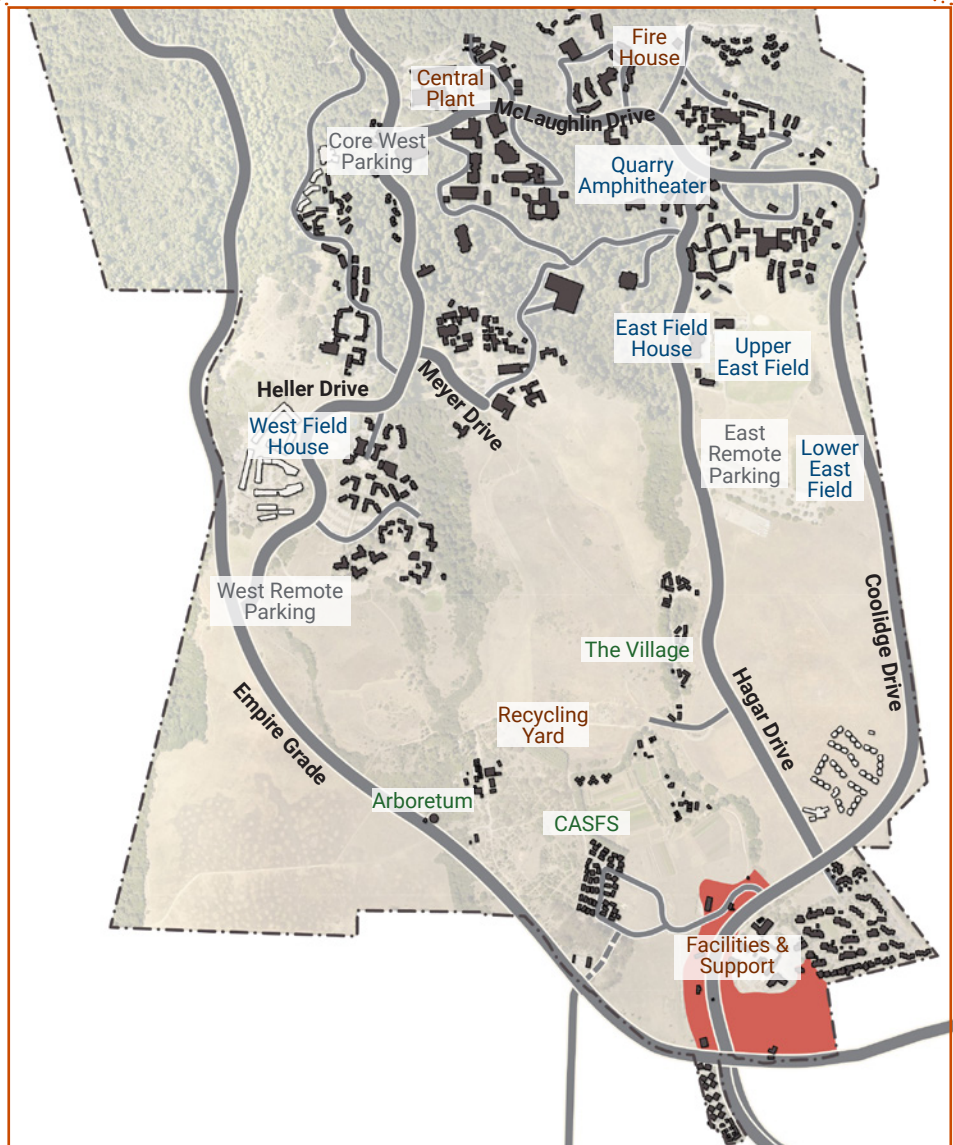 Fire
House
Central
Plant
McLaughlin Drive
Core West
Parking
Quarry
Amphitheater
East Field
House
Upper
East Field
Heller Drive
Meyer Drive
West Field
House
East
Remote
Parking
Lower
East
Field
West Remote
Parking
Coolidge Drive
The Village
Hagar Drive
Empire Grade
Recycling
Yard
Arboretum
CASFS
Facilities &
Support